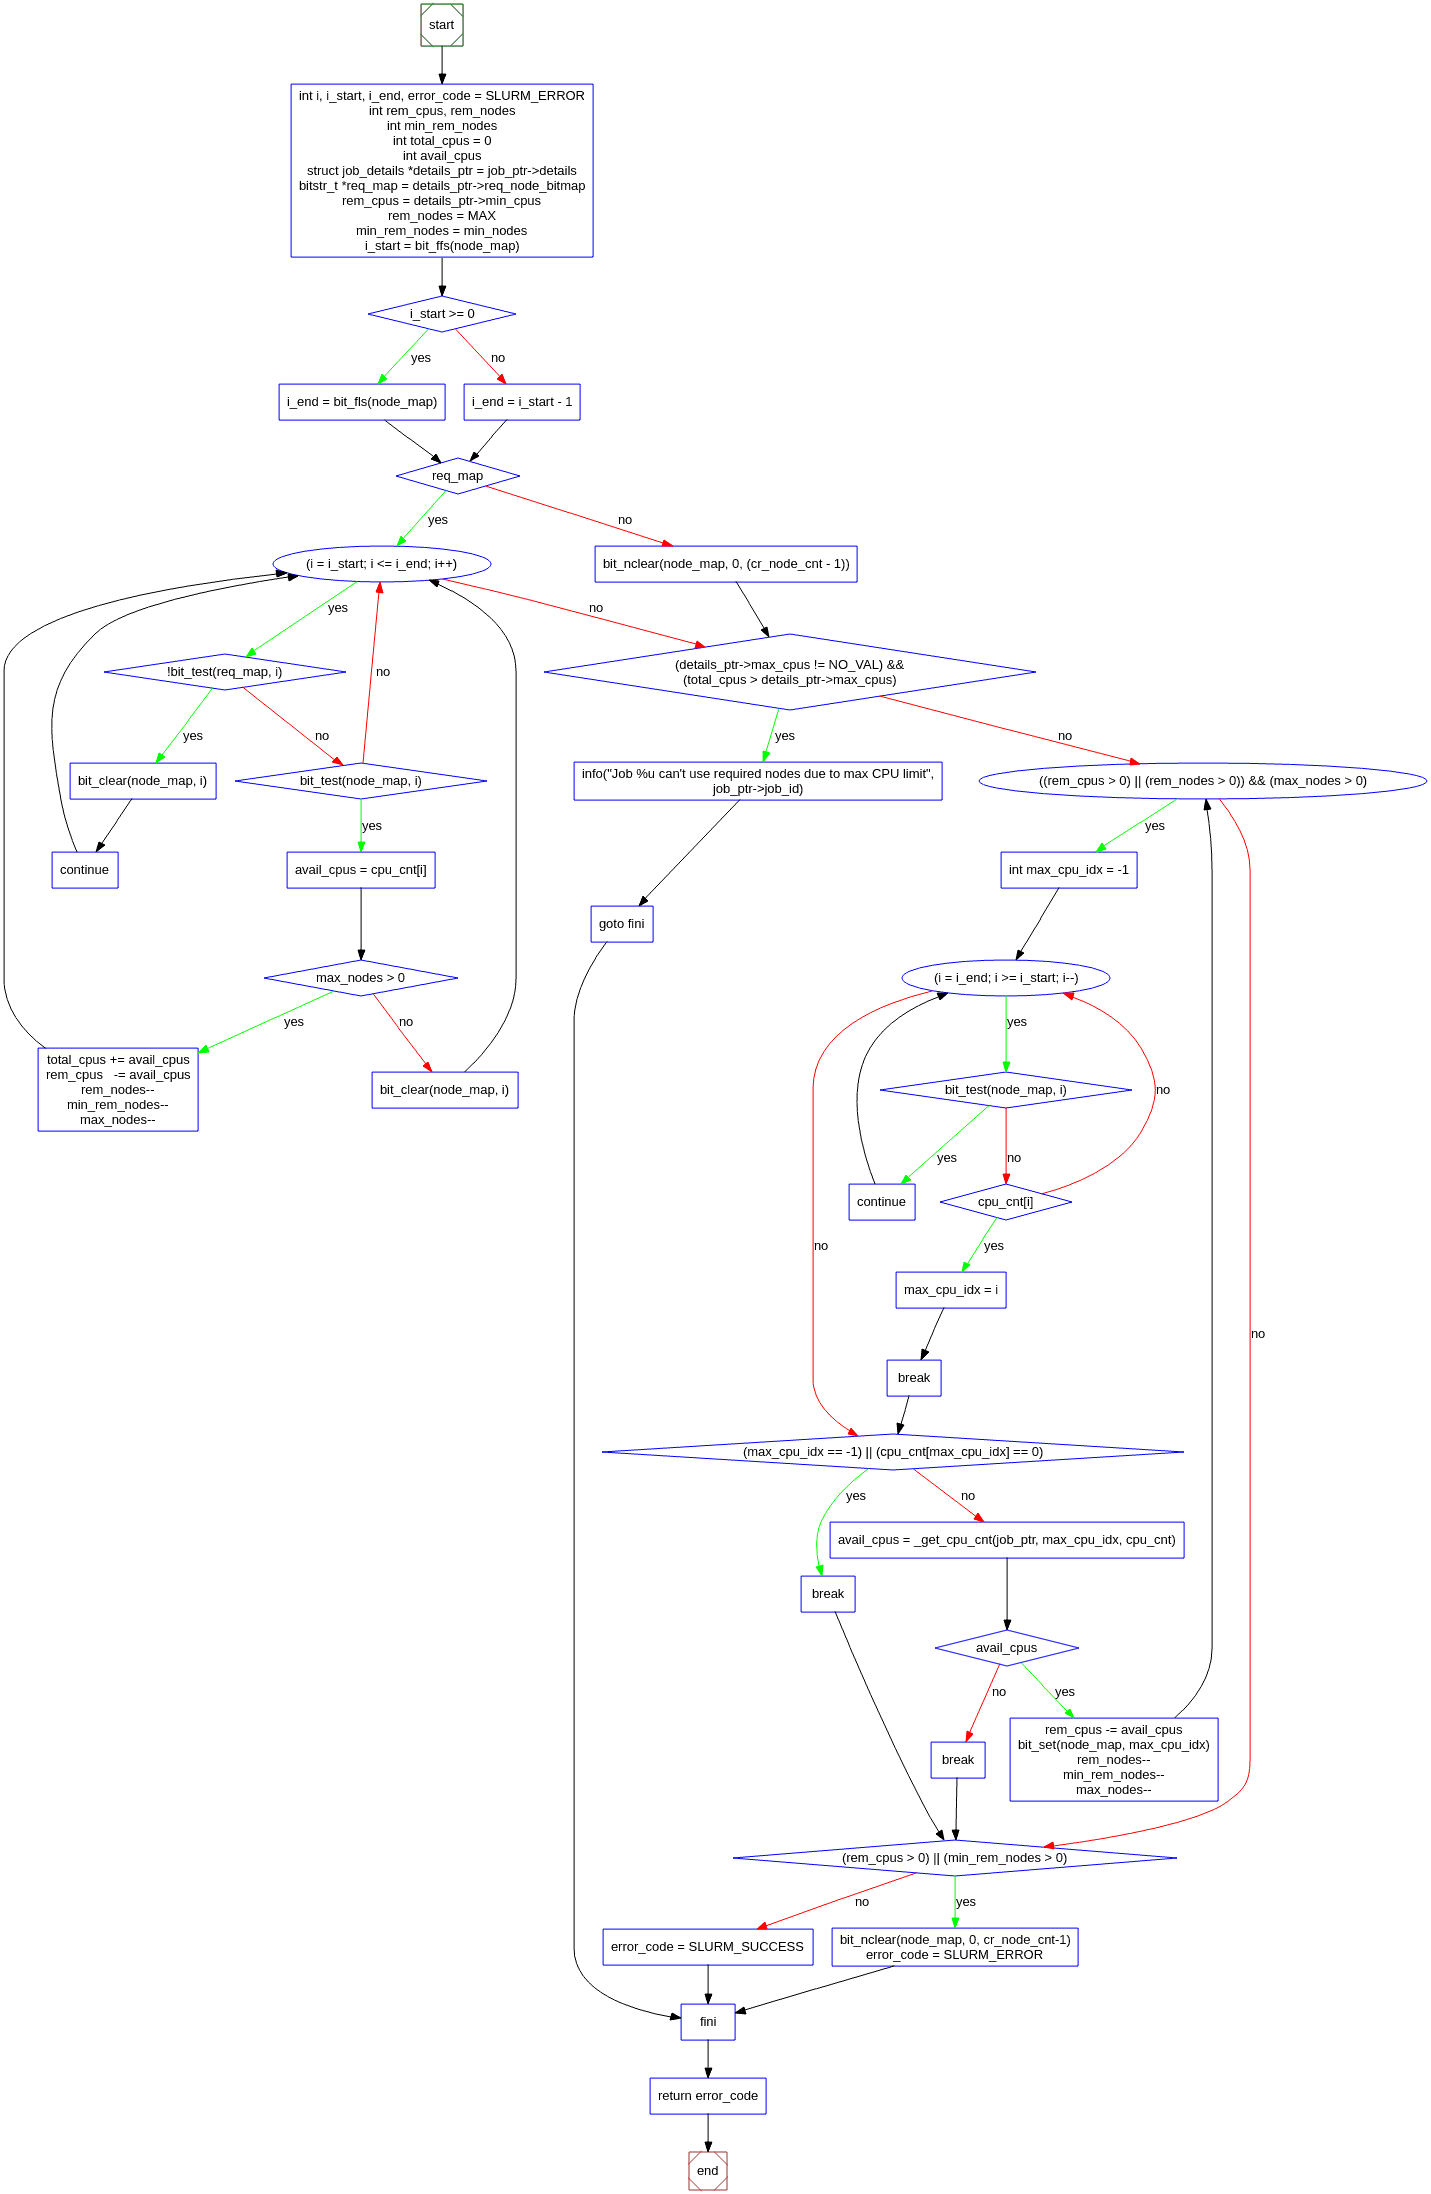 start
int i, i_start, i_end, error_code = SLURM_ERROR
int rem_cpus, rem_nodes
int min_rem_nodes
int total_cpus = 0
int avail_cpus
struct job_details *details_ptr = job_ptr->details
bitstr_t *req_map = details_ptr->req_node_bitmap
rem_cpus = details_ptr->min_cpus
rem_nodes = MAX
min_rem_nodes = min_nodes
i_start = bit_ffs(node_map)
i_start >= 0
yes
no
i_end = bit_fls(node_map)
i_end = i_start - 1
req_map
yes
no
(i = i_start; i <= i_end; i++)
bit_nclear(node_map, 0, (cr_node_cnt - 1))
yes
no
!bit_test(req_map, i)
no
(details_ptr->max_cpus != NO_VAL) &&
(total_cpus > details_ptr->max_cpus)
yes
no
yes
no
bit_clear(node_map, i)
bit_test(node_map, i)
info("Job %u can't use required nodes due to max CPU limit",
job_ptr->job_id)
((rem_cpus > 0) || (rem_nodes > 0)) && (max_nodes > 0)
yes
yes
continue
avail_cpus = cpu_cnt[i]
int max_cpu_idx = -1
goto fini
max_nodes > 0
(i = i_end; i >= i_start; i--)
yes
no
yes
total_cpus += avail_cpus
rem_cpus   -= avail_cpus
rem_nodes--
min_rem_nodes--
max_nodes--
bit_clear(node_map, i)
bit_test(node_map, i)
no
yes
no
continue
cpu_cnt[i]
no
yes
max_cpu_idx = i
no
break
(max_cpu_idx == -1) || (cpu_cnt[max_cpu_idx] == 0)
yes
no
avail_cpus = _get_cpu_cnt(job_ptr, max_cpu_idx, cpu_cnt)
break
avail_cpus
no
yes
break
rem_cpus -= avail_cpus
bit_set(node_map, max_cpu_idx)
rem_nodes--
min_rem_nodes--
max_nodes--
(rem_cpus > 0) || (min_rem_nodes > 0)
no
yes
error_code = SLURM_SUCCESS
bit_nclear(node_map, 0, cr_node_cnt-1)
error_code = SLURM_ERROR
fini
return error_code
end